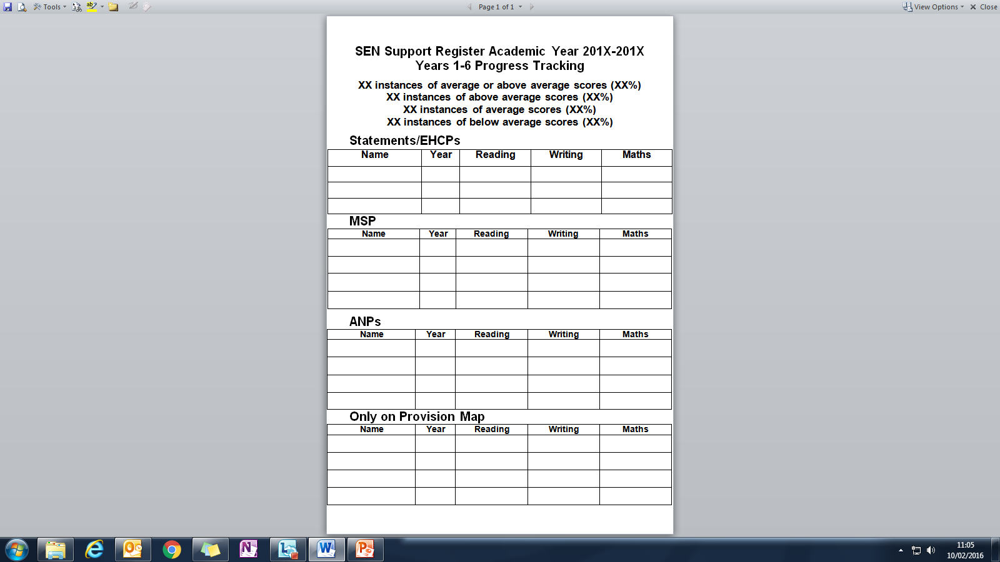 Tools
Page 1 of 1
View Options
Close
SEN Support Register Academic Year 201X-201X
Years 1-6 Progress Tracking
XX instances of average or above average scores (XX%)
XX instances of above average scores (XX%)
XX instances of average scores (XX%)
XX instances of below average scores (XX%)
Statements/EHCPs
Name Year Reading Writing Maths
MSP
Name Year Reading Writing Maths
ANPs
Name Year Reading Writing Maths
Only on Provision Map
Name Year Reading Writing Maths
11:05
10/02/2016